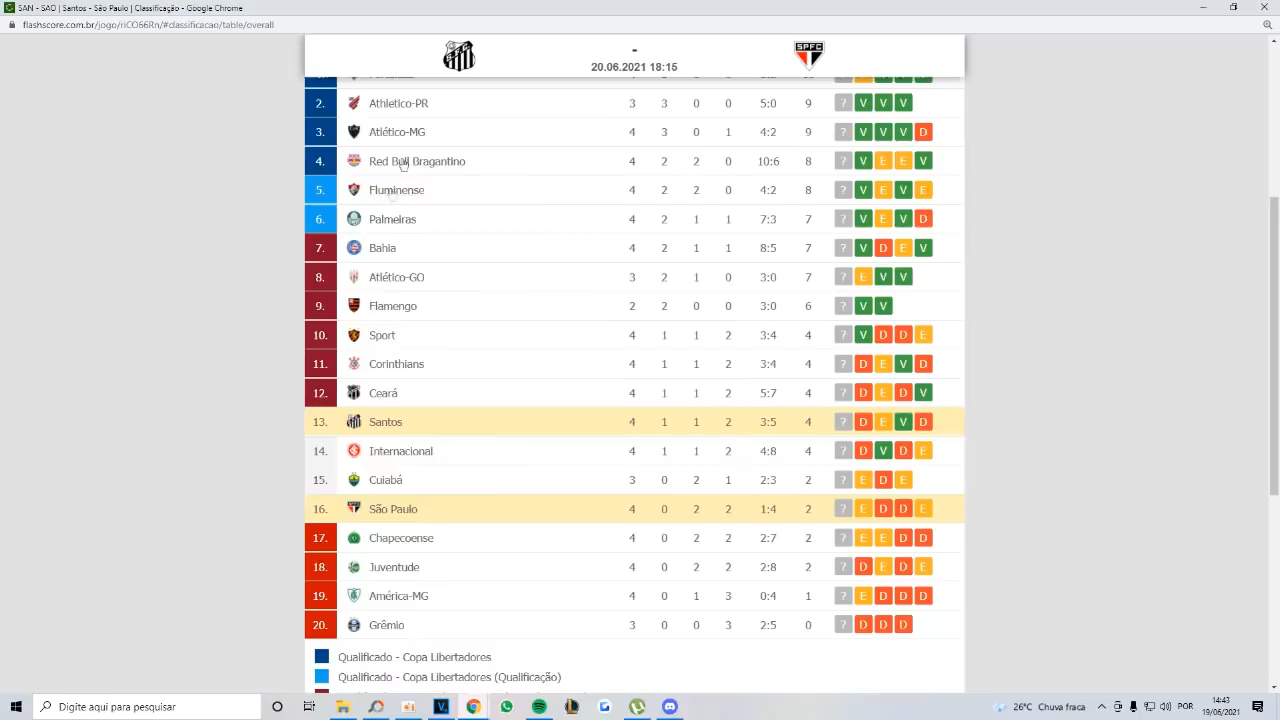 SAN - SAO | Santos - São Paulo - Google Chrome
flashscore.com.br/jogo/riCO66Rn/#classificacao/table/overall
SPFC
-
20.06.2021 18:15
2. Athletico-PR 3 3 0 0 5:0 9 ? V V V
3. Atlético-MG 4 3 0 1 4:2 9 ? V V V D
4. Red Bull Bragantino 4 2 2 0 10:6 8 ? V E E V
5. Fluminense 4 2 2 0 4:2 8 ? V E V E
6. Palmeiras 4 2 1 1 7:3 7 ? V E V D
7. Bahia 4 2 1 1 8:5 7 ? V D E V
8. Atlético-GO 3 2 1 0 3:0 7 ? E V V
9. Flamengo 2 2 0 0 3:0 6 ? V V
10. Sport 4 1 1 2 3:4 4 ? V D D E
11. Corinthians 4 1 1 2 3:4 4 ? D E V D
12. Ceará 4 1 1 2 5:7 4 ? D E D V
13. Santos 4 1 1 2 3:5 4 ? D E V D
14. Internacional 4 1 1 2 4:8 4 ? D V D E
15. Cuiabá 3 0 2 1 2:3 2 ? E D E
16. São Paulo 4 0 2 2 1:4 2 ? E D D E
17. Chapecoense 4 0 2 2 2:7 2 ? E E D D
18. Juventude 4 0 2 2 2:8 2 ? D E D E
19. América-MG 4 0 1 3 0:4 1 ? E D D D
20. Grêmio 3 0 0 3 2:5 0 ? D D D
Qualificado - Copa Libertadores
Qualificado - Copa Libertadores (Qualificação)
Digite aqui para pesquisar
26°C Chuva fraca
POR
14:43
19/06/2021